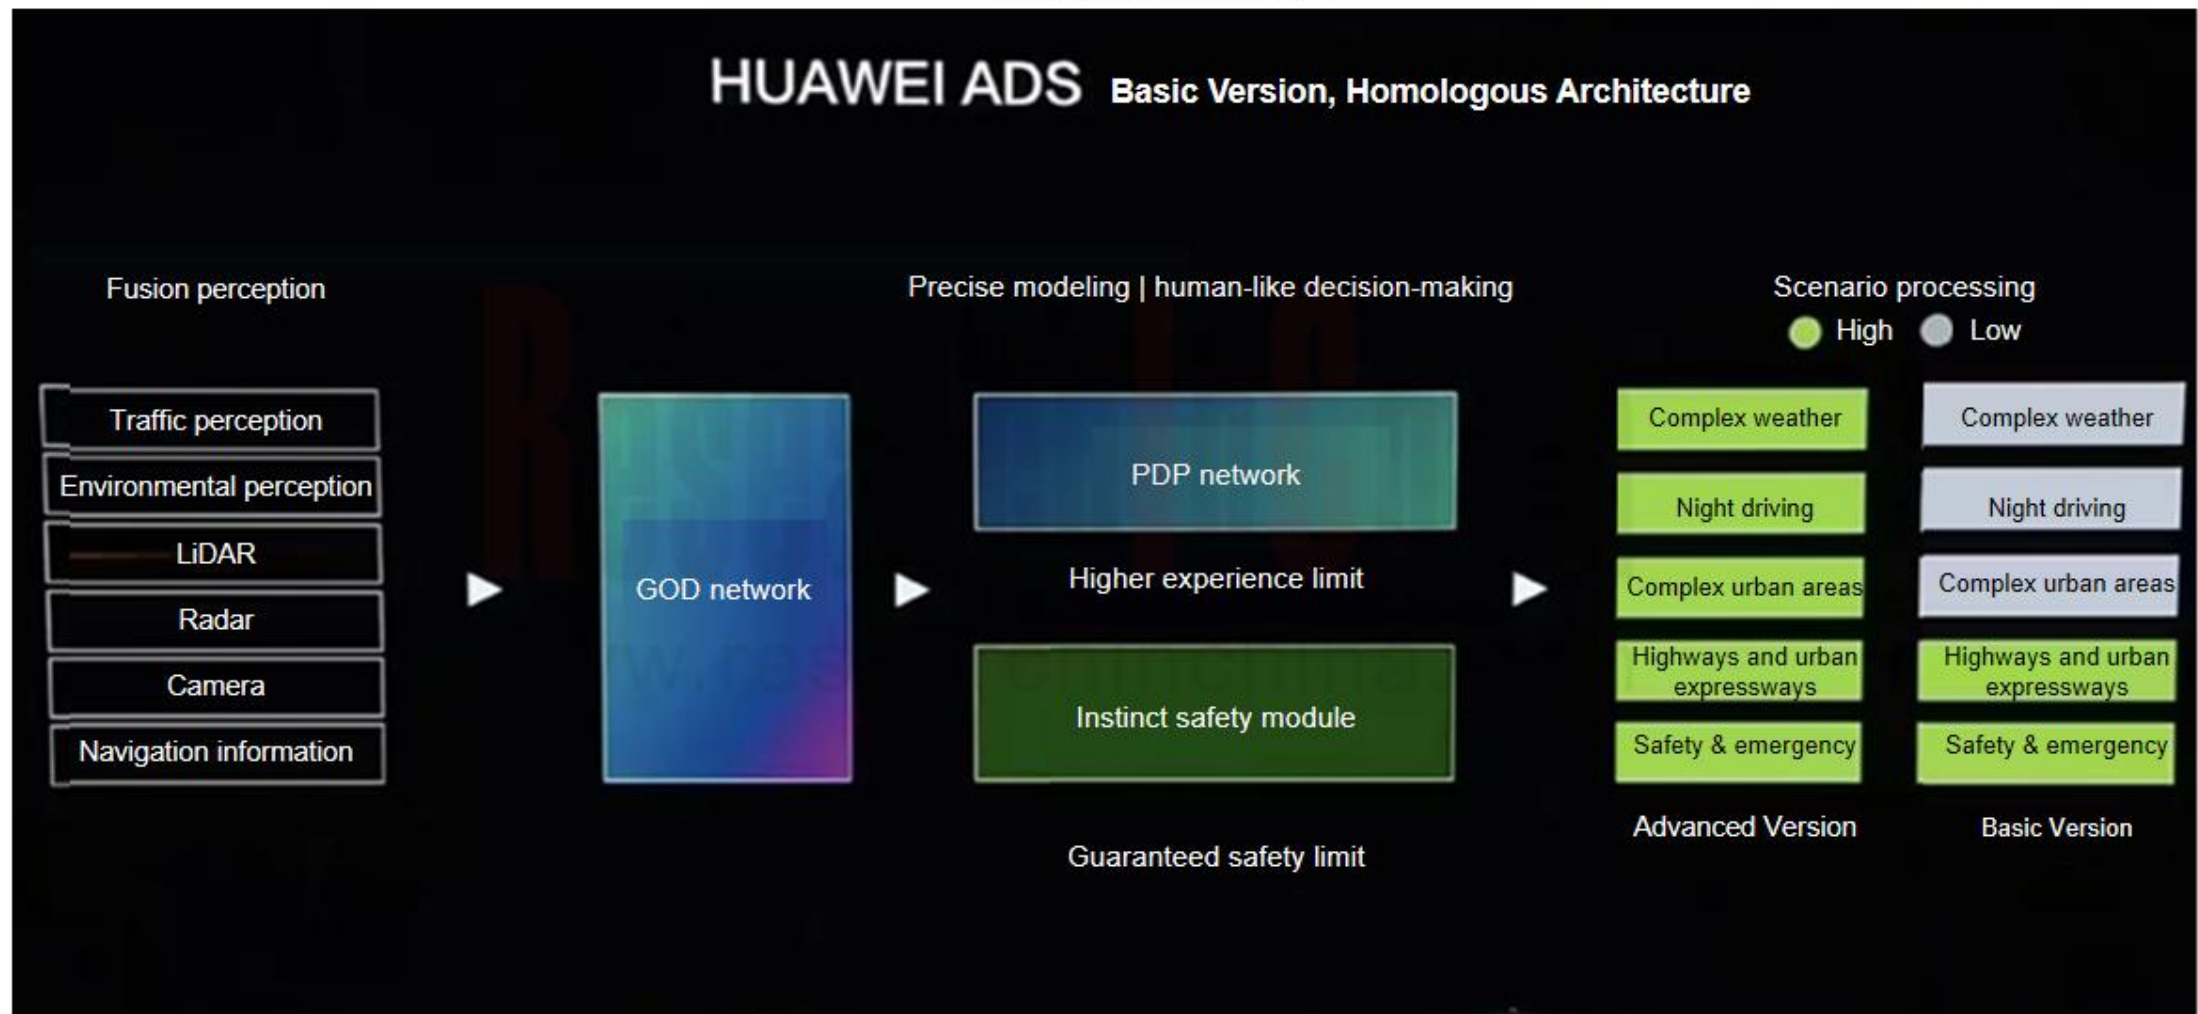 HUAWEI ADS Basic Version, Homologous Architecture
Fusion perception
Traffic perception
Environmental perception
LiDAR
Radar
Camera
Navigation information
GOD network
Precise modeling | human-like decision-making
PDP network
Higher experience limit
Instinct safety module
Guaranteed safety limit
Scenario processing
High Low
Complex weather
Night driving
Complex urban areas
Highways and urban
expressways
Safety & emergency
Advanced Version
Complex weather
Night driving
Complex urban areas
Highways and urban
expressways
Safety & emergency
Basic Version